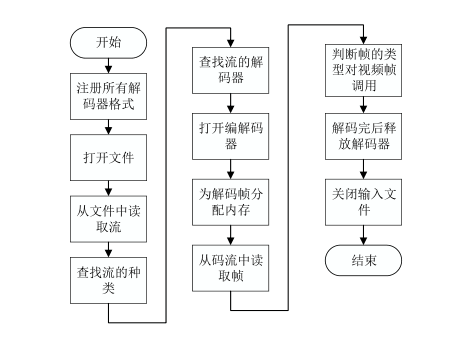 开始
注册所有解
码器格式
打开文件
从文件中读
取流
查找流的种
类
查找流的解
码器
打开编解码
器
为解码帧分
配内存
从码流中读
取帧
判断帧的类
型对视频帧
调用
解码完后释
放解码器
关闭输入文
件
结束